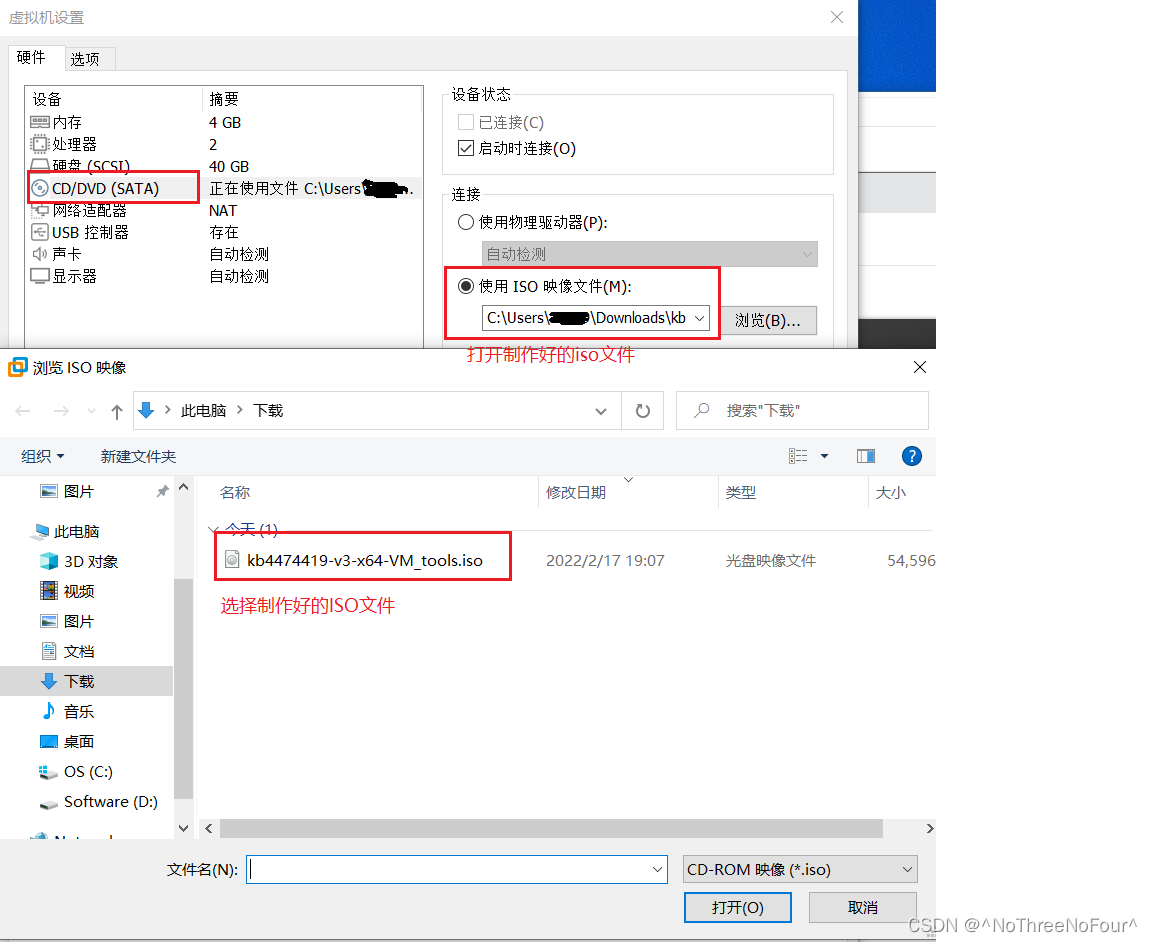 虚拟机设置
硬件 选项
设备 摘要
内存 4 GB
处理器 2
硬盘 (SCSI) 40 GB
CD/DVD (SATA) 正在使用文件 C:\Users\
网络适配器 NAT
USB 控制器 存在
声卡 自动检测
显示器 自动检测
设备状态
已连接(C)
启动时连接(O)
连接
使用物理驱动器(P):
自动检测
使用 ISO 映像文件(M):
C:\Users\ \Downloads\kb 浏览(B)...
打开制作好的iso文件
浏览 ISO 映像
此电脑 下载 搜索"下载"
组织 新建文件夹
图片
此电脑
3D 对象
视频
图片
文档
下载
音乐
桌面
OS (C:)
Software (D:)
名称 修改日期 类型 大小
今天 (1)
kb4474419-v3-x64-VM_tools.iso 2022/2/17 19:07 光盘映像文件 54,596
选择制作好的ISO文件
文件名(N): CD-ROM 映像 (*.iso)
打开(O) 取消
CSDN @^NoThreeNoFour^